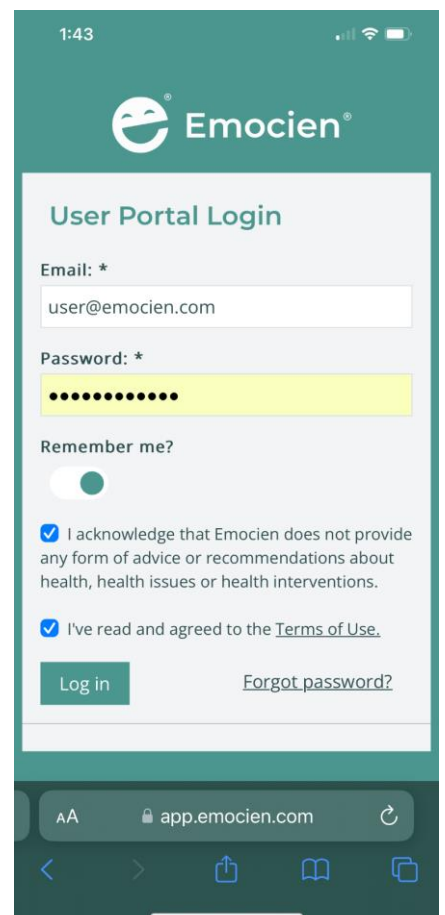 1:43
Emocien®
User Portal Login
Email: *
user@emocien.com
Password: *
••••••••••••
Remember me?
I acknowledge that Emocien does not provide
any form of advice or recommendations about
health, health issues or health interventions.
I've read and agreed to the Terms of Use.
Log in
Forgot password?
AA
app.emocien.com